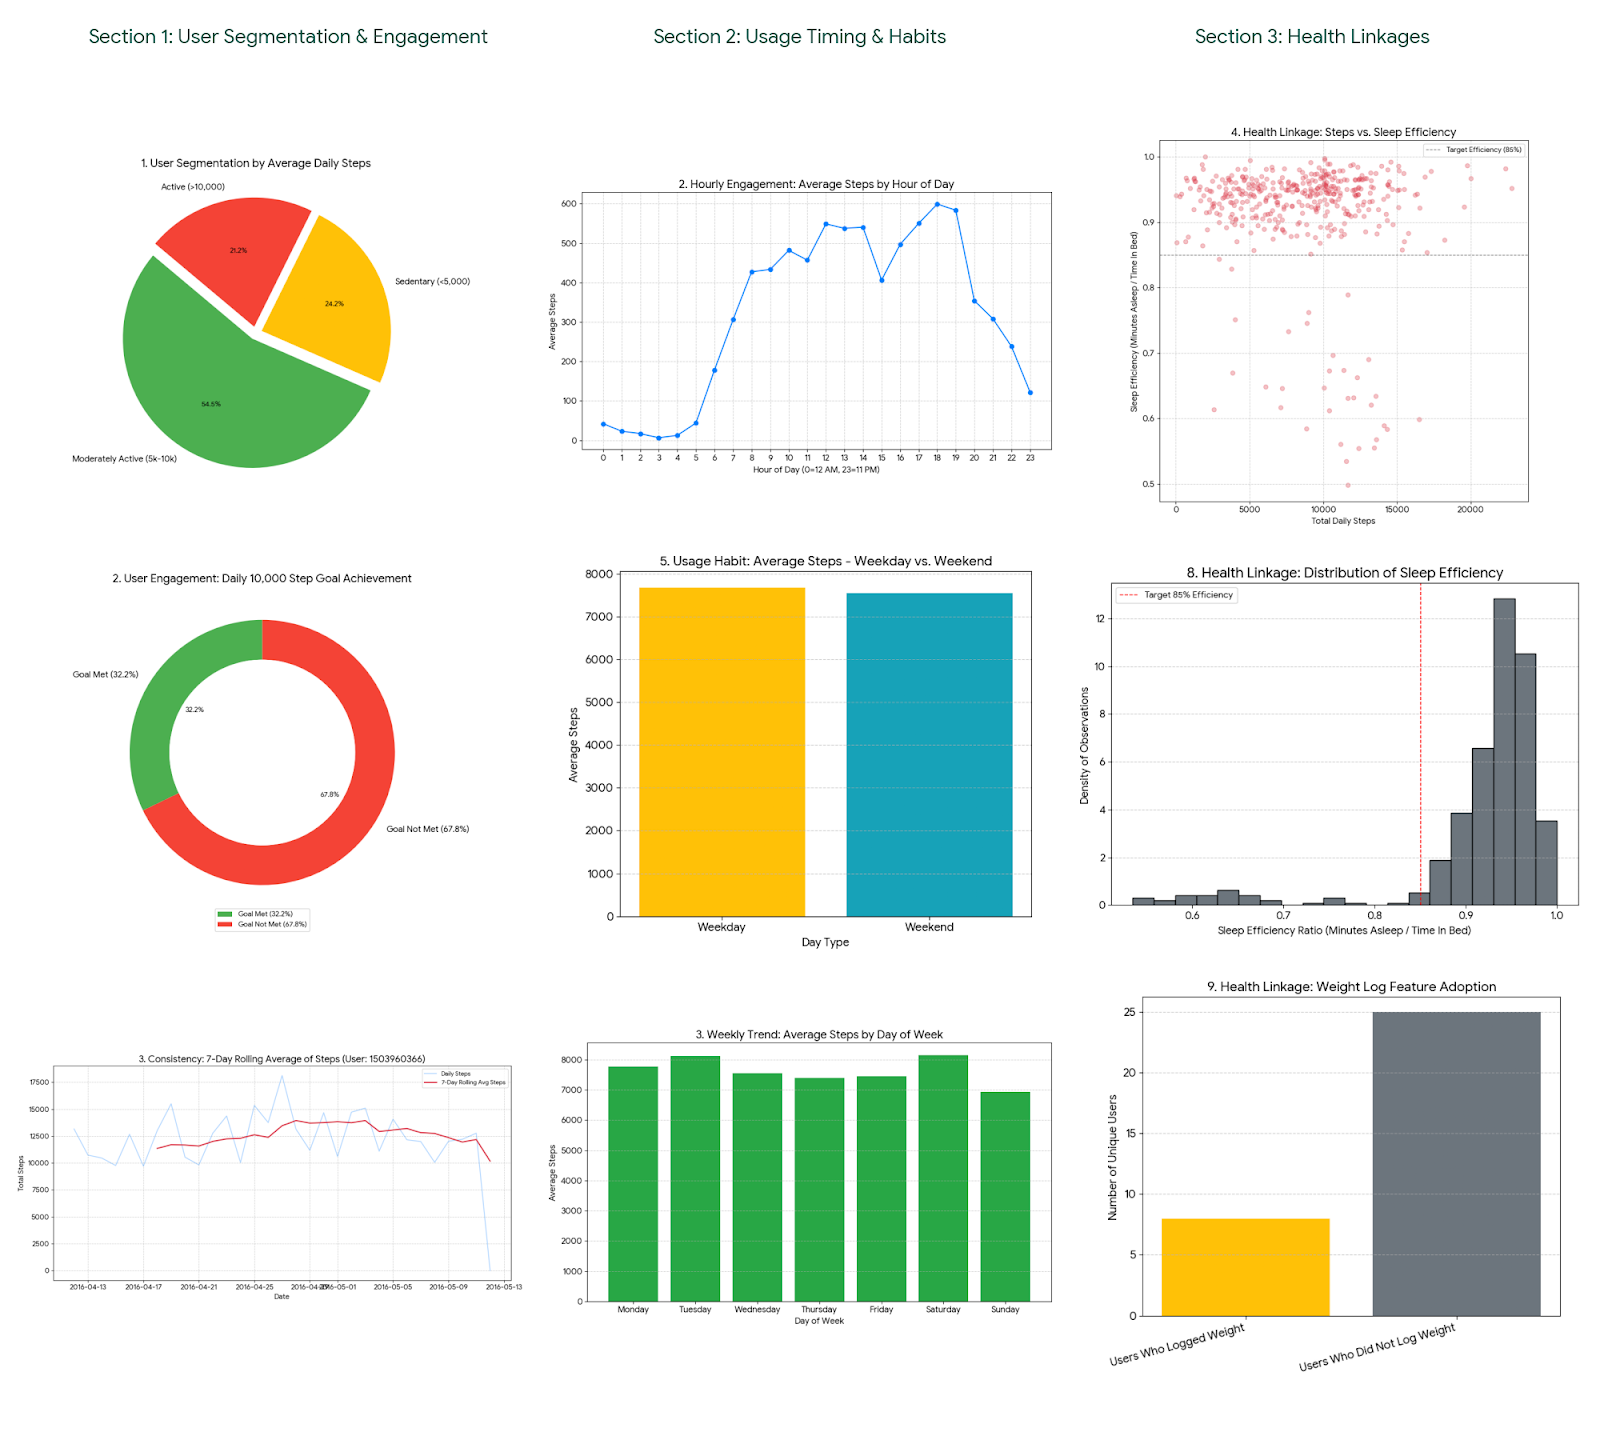 Section 1: User Segmentation & Engagement
Section 2: Usage Timing & Habits
Section 3: Health Linkages
1. User Segmentation by Average Daily Steps
Active (>10,000)
21.2%
Sedentary (<5,000)
24.2%
54.5%
Moderately Active (5k-10k)
2. User Engagement: Daily 10,000 Step Goal Achievement
Goal Met (32.2%)
32.2%
67.8%
Goal Not Met (67.8%)
Goal Met (32.2%)
Goal Not Met (67.8%)
3. Consistency: 7-Day Rolling Average of Steps (User: 1503960366)
Daily Steps
7-Day Rolling Avg Steps
Total Steps
17500
15000
12500
10000
7500
5000
2500
0
2016-04-13
2016-04-17
2016-04-21
2016-04-25
2016-05-01
2016-05-05
2016-05-09
2016-05-13
Date
2. Hourly Engagement: Average Steps by Hour of Day
Average Steps
600
500
400
300
200
100
0
0 1 2 3 4 5 6 7 8 9 10 11 12 13 14 15 16 17 18 19 20 21 22 23
Hour of Day (0=12 AM, 23=11 PM)
5. Usage Habit: Average Steps - Weekday vs. Weekend
Average Steps
8000
7000
6000
5000
4000
3000
2000
1000
0
Weekday
Weekend
Day Type
3. Weekly Trend: Average Steps by Day of Week
Average Steps
8000
7000
6000
5000
4000
3000
2000
1000
0
Monday Tuesday Wednesday Thursday Friday Saturday Sunday
Day of Week
4. Health Linkage: Steps vs. Sleep Efficiency
Target Efficiency (85%)
Sleep Efficiency (Minutes Asleep / Time In Bed)
1.0
0.9
0.8
0.7
0.6
0.5
0 5000 10000 15000 20000
Total Daily Steps
8. Health Linkage: Distribution of Sleep Efficiency
Target 85% Efficiency
Density of Observations
12
10
8
6
4
2
0
0.6 0.7 0.8 0.9 1.0
Sleep Efficiency Ratio (Minutes Asleep / Time In Bed)
9. Health Linkage: Weight Log Feature Adoption
Number of Unique Users
25
20
15
10
5
0
Users Who Logged Weight
Users Who Did Not Log Weight